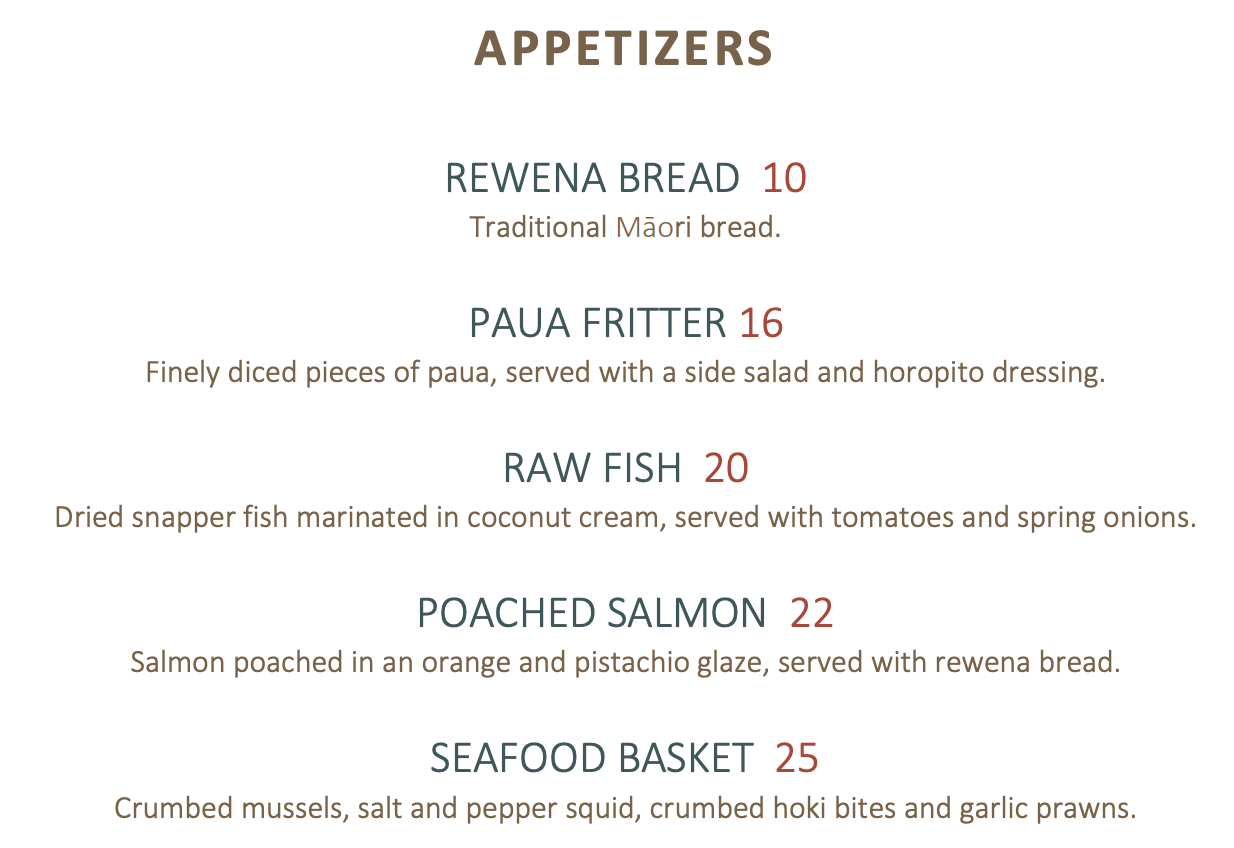 APPETIZERS
REWENA BREAD 10
Traditional Māori bread.
PAUA FRITTER 16
Finely diced pieces of paua, served with a side salad and horopito dressing.
RAW FISH 20
Dried snapper fish marinated in coconut cream, served with tomatoes and spring onions.
POACHED SALMON 22
Salmon poached in an orange and pistachio glaze, served with rewena bread.
SEAFOOD BASKET 25
Crumbed mussels, salt and pepper squid, crumbed hoki bites and garlic prawns.